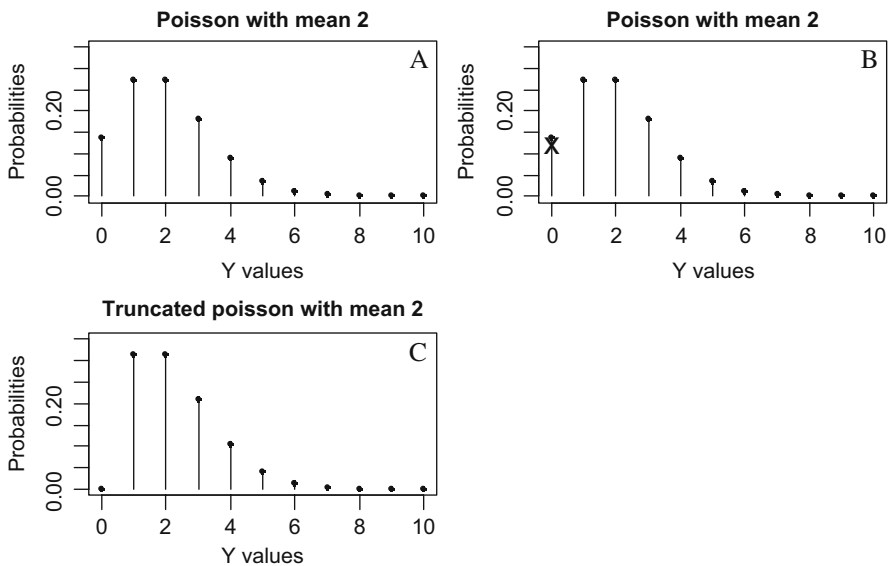 Poisson with mean 2
A
Probabilities
0.20
0.00
0 2 4 6 8 10
Y values
Poisson with mean 2
B
Probabilities
0.20
0.00
X
0 2 4 6 8 10
Y values
Truncated poisson with mean 2
C
Probabilities
0.20
0.00
0 2 4 6 8 10
Y values